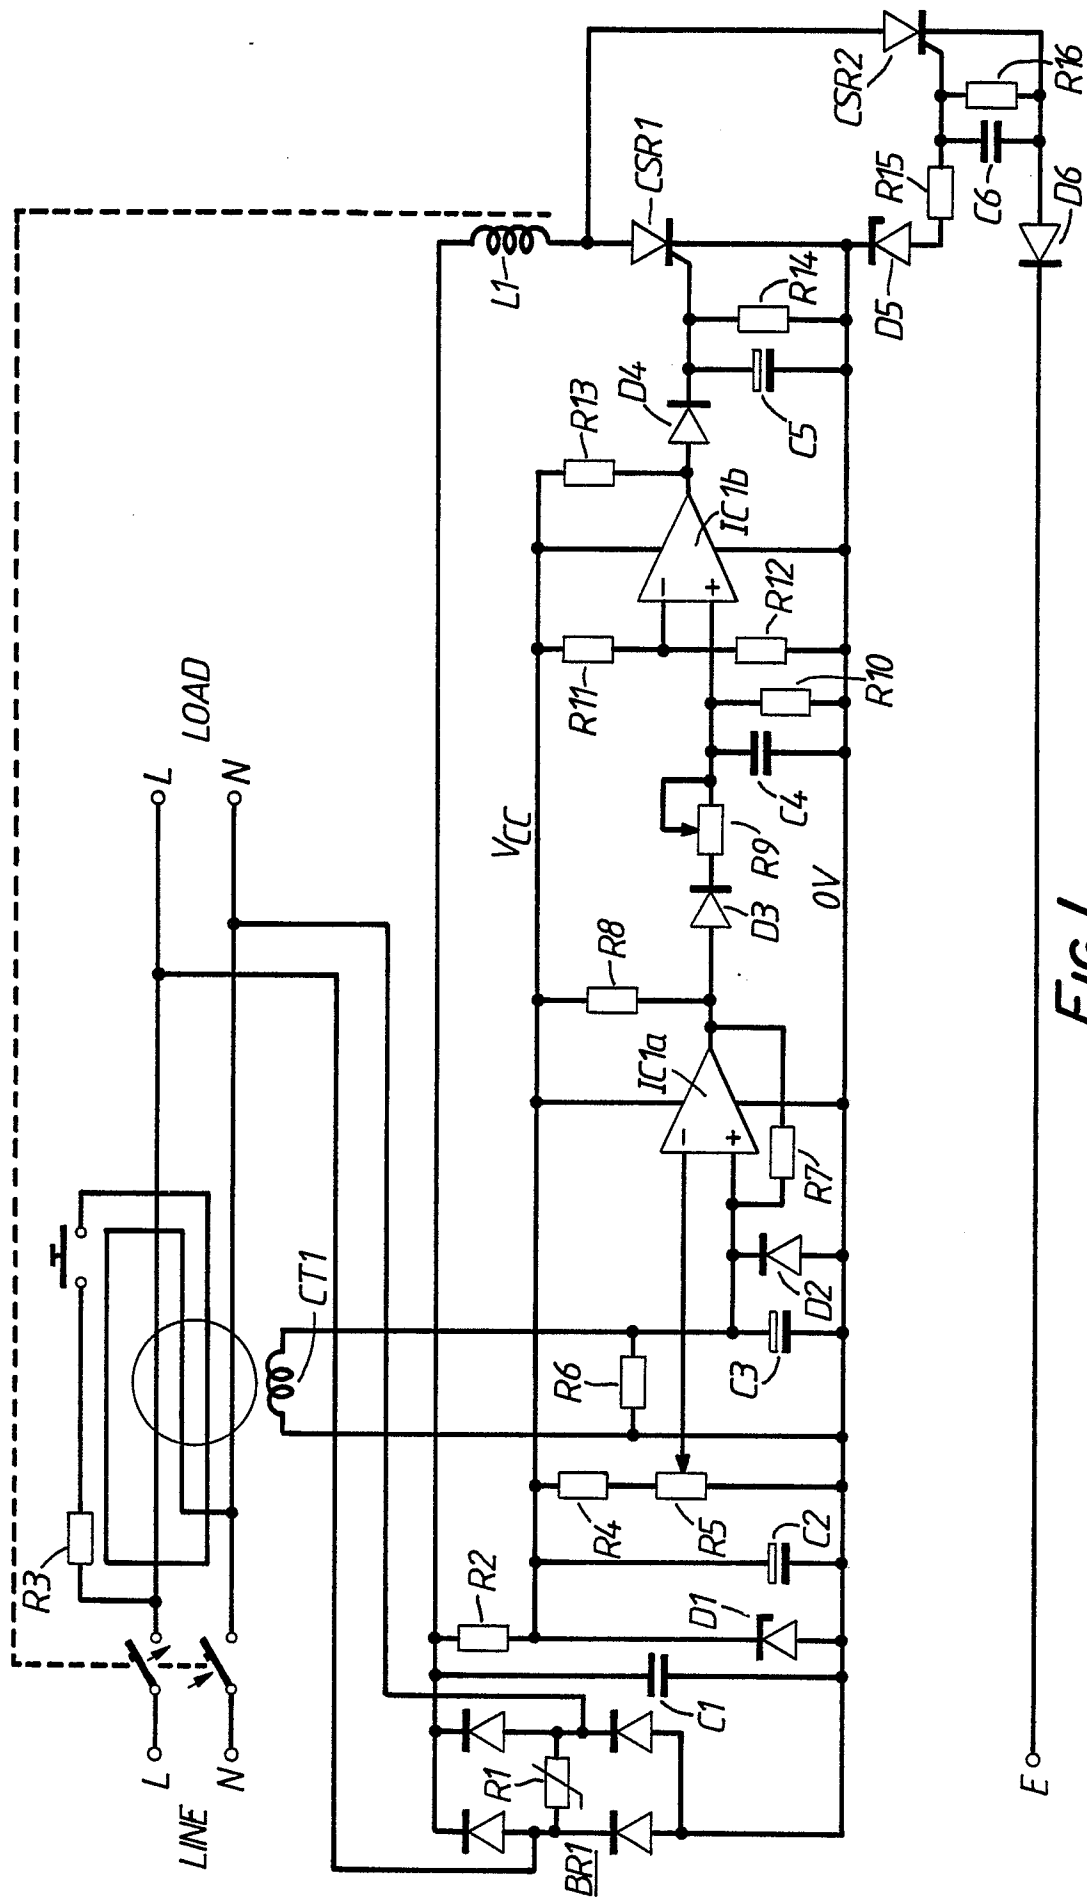 L
N
LINE
R3
CT1
L
N
LOAD
BR1
R1
C1
R2
D1
C2
R4
R5
R6
C3
D2
R7
IC1a
-
+
R8
VCC
0V
D3
R9
C4
R10
R11
R12
IC1b
-
+
R13
D4
C5
R14
L1
CSR1
D5
R15
CSR2
C6
R16
D6
E